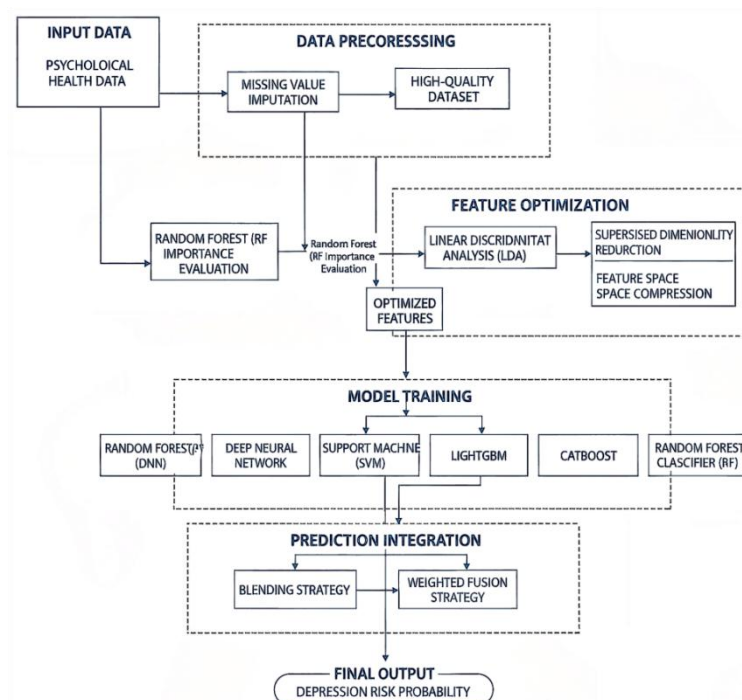 INPUT DATA
PSYCHOLOICAL
HEALTH DATA
DATA PRECORESSSING
MISSING VALUE
IMPUTATION
HIGH-QUALITY
DATASET
FEATURE OPTIMIZATION
RANDOM FOREST (RF
IMPORTANCE
EVALUATION
Random Forest
(RF Importance
Evaluation
LINEAR DISCRIDNNITAT
ANALYSIS (LDA)
SUPERSISED DIMENIONLITY
REDURCTION
FEATURE SPACE
SPACE COMPRESSION
OPTIMIZED
FEATURES
MODEL TRAINING
RANDOM FOREST
(DNN)
DEEP NEURAL
NETWORK
SUPPORT MACHNE
(SVM)
LIGHTGBM
CATBOOST
RANDOM FOREST
CLASCIFIER (RF)
PREDICTION INTEGRATION
BLENDING STRATEGY
WEIGHTED FUSION
STRATEGY
FINAL OUTPUT
DEPRESSION RISK PROBABILITY